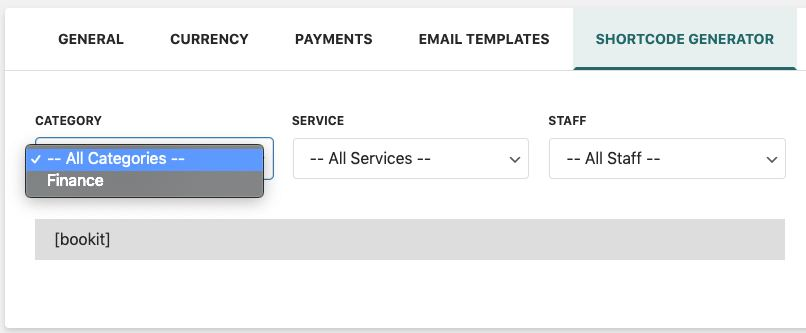 GENERAL CURRENCY PAYMENTS EMAIL TEMPLATES SHORTCODE GENERATOR
CATEGORY SERVICE STAFF
-- All Categories -- -- All Services -- -- All Staff --
Finance
[bookit]